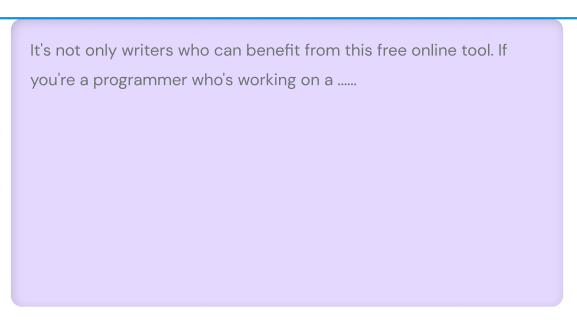 It's not only writers who can benefit from this free online tool. If
you're a programmer who's working on a ......